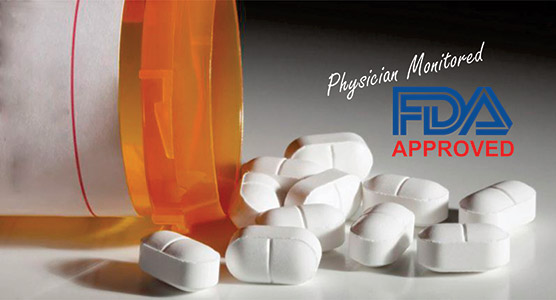 Physician Monitored
FDA
APPROVED